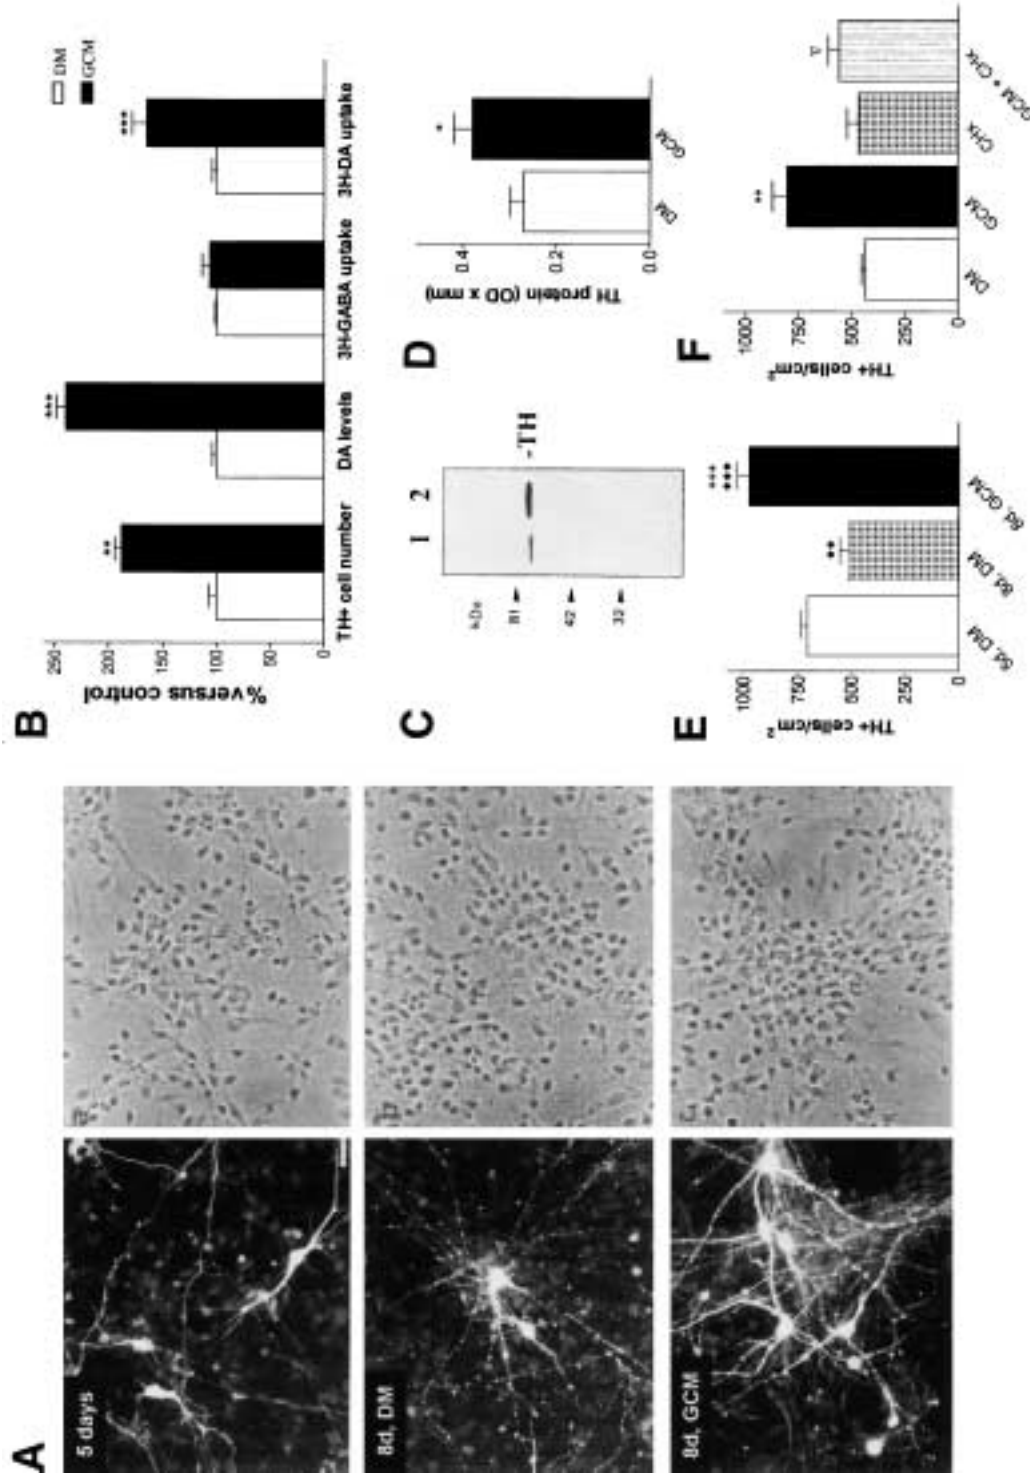 A
5 days
8d, DM
8d, GCM
B
DM
GCM
% versus control
250
200
150
100
50
0
**
***
***
TH+ cell number
DA levels
3H-GABA uptake
3H-DA uptake
C
1 2
kDa
81
42
32
- TH
D
TH protein (OD x mm)
0.4
0.2
0.0
*
DM
GCM
E
TH+ cells/cm2
1000
750
500
250
0
**
+++
***
5d, DM
8d, DM
8d, GCM
F
TH+ cells/cm2
1000
750
500
250
0
**
Δ
DM
GCM
CHx
GCM + CHx